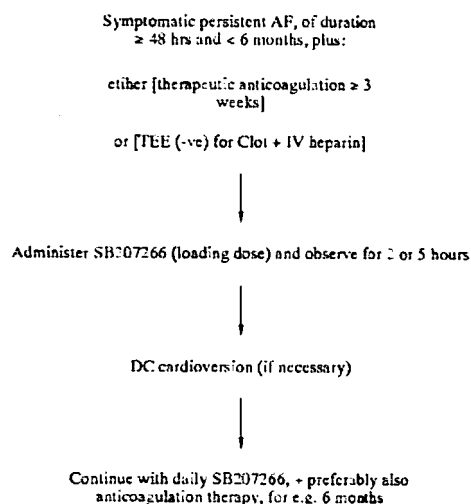 Symptomatic persistent AF, of duration
≥ 48 hrs and < 6 months, plus:
etiher [therapeutic anticoagulation ≥ 3
weeks]
or [TEE (-ve) for Clot + IV heparin]
Administer SB207266 (loading dose) and observe for 2 or 5 hours
DC cardioversion (if necessary)
Continue with daily SB207266, + preferably also
anticoagulation therapy, for e.g. 6 months